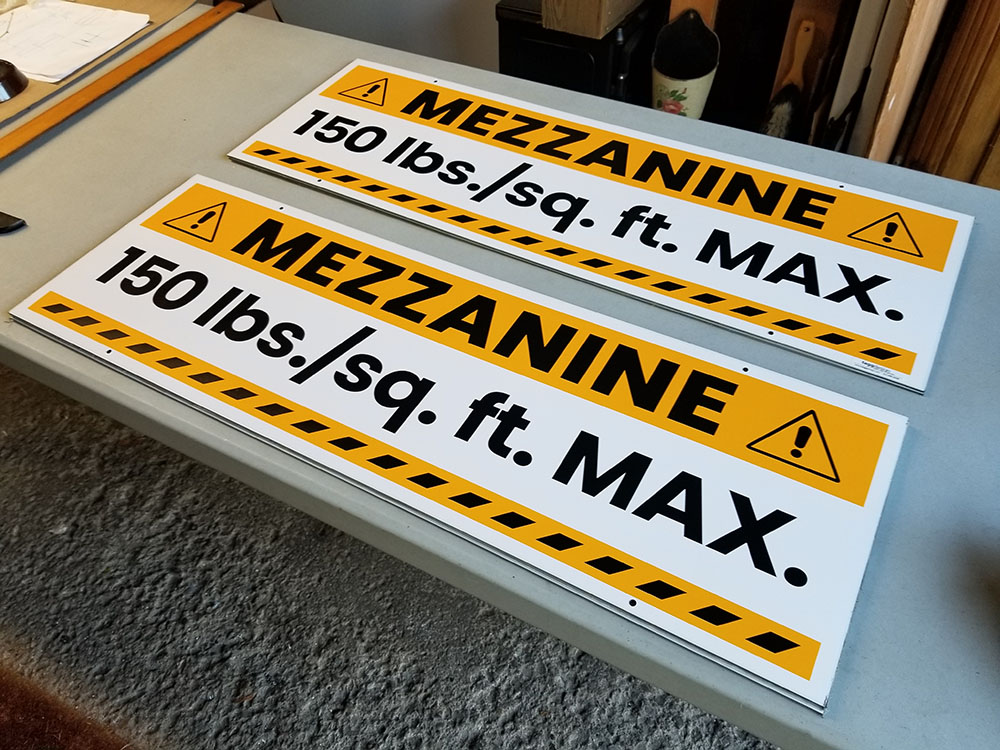 MEZZANINE
150 lbs./sq. ft. MAX.
MEZZANINE
150 lbs./sq. ft. MAX.